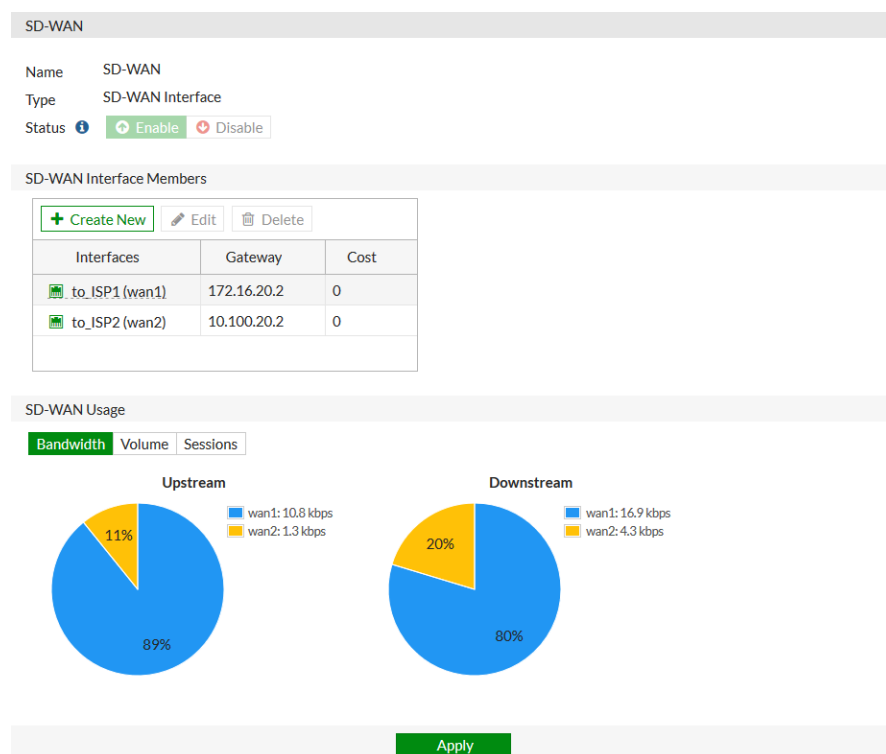 SD-WAN
Name SD-WAN
Type SD-WAN Interface
Status Enable Disable
SD-WAN Interface Members
Create New Edit Delete
Interfaces Gateway Cost
to_ISP1 (wan1) 172.16.20.2 0
to_ISP2 (wan2) 10.100.20.2 0
SD-WAN Usage
Bandwidth Volume Sessions
Upstream
wan1: 10.8 kbps
wan2: 1.3 kbps
11%
89%
Downstream
wan1: 16.9 kbps
wan2: 4.3 kbps
20%
80%
Apply